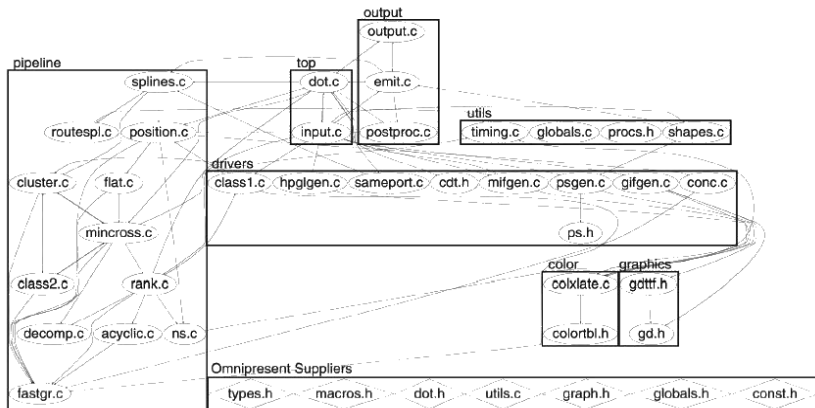 output
output.c
pipeline
top
splines.c
dot.c
emit.c
utils
routespl.c
position.c
input.c
postproc.c
timing.c
globals.c
procs.h
shapes.c
drivers
cluster.c
flat.c
class1.c
hpglgen.c
sameport.c
cdt.h
mifgen.c
psgen.c
gifgen.c
conc.c
mincross.c
ps.h
color
graphics
class2.c
rank.c
colxlate.c
gdttf.h
decomp.c
acyclic.c
ns.c
colortbl.h
gd.h
Omnipresent Suppliers
fastgr.c
types.h
macros.h
dot.h
utils.c
graph.h
globals.h
const.h